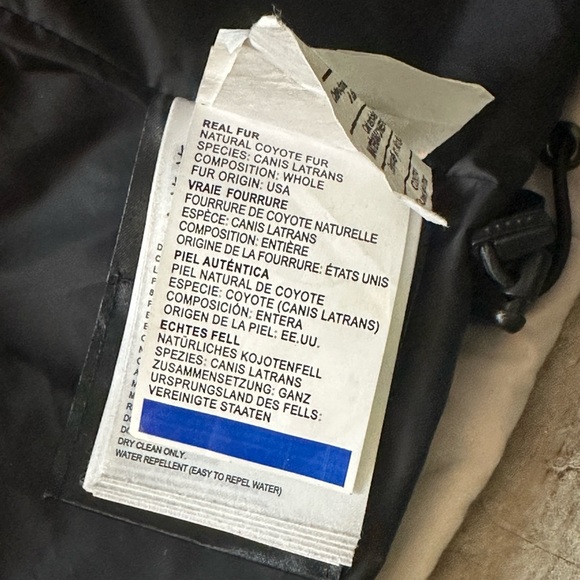 REAL FUR
NATURAL COYOTE FUR
SPECIES: CANIS LATRANS
COMPOSITION: WHOLE
FUR ORIGIN: USA
VRAIE FOURRURE
FOURRURE DE COYOTE NATURELLE
ESPÈCE: CANIS LATRANS
COMPOSITION: ENTIÈRE
ORIGINE DE LA FOURRURE: ÉTATS UNIS
PIEL AUTÉNTICA
PIEL NATURAL DE COYOTE
ESPECIE: COYOTE (CANIS LATRANS)
COMPOSICIÓN: ENTERA
ORIGEN DE LA PIEL: EE.UU.
ECHTES FELL
NATÜRLICHES KOJOTENFELL
SPEZIES: CANIS LATRANS
ZUSAMMENSETZUNG: GANZ
URSPRUNGSLAND DES FELLS:
VEREINIGTE STAATEN
DRY CLEAN ONLY.
WATER REPELLENT (EASY TO REPEL WATER)